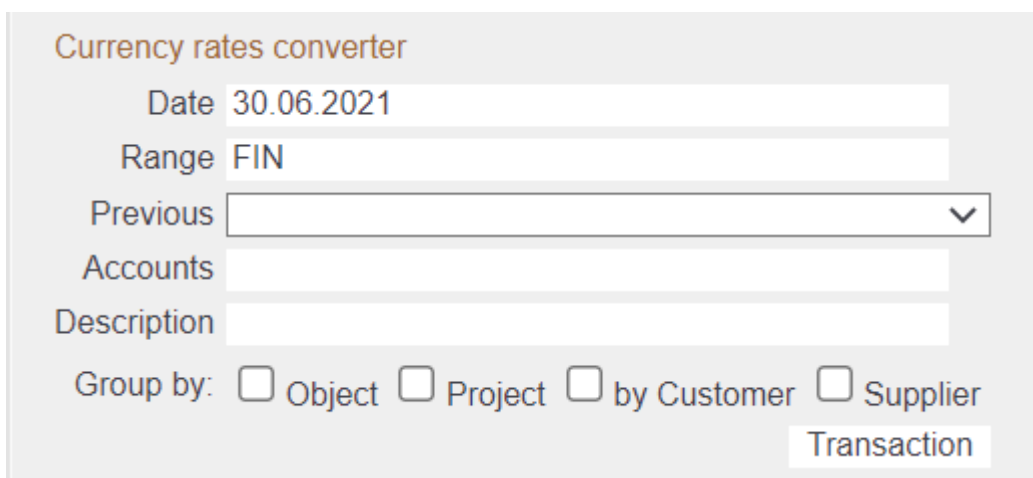 Currency rates converter
Date 30.06.2021
Range FIN
Previous
Accounts
Description
Group by: Object Project by Customer Supplier
Transaction